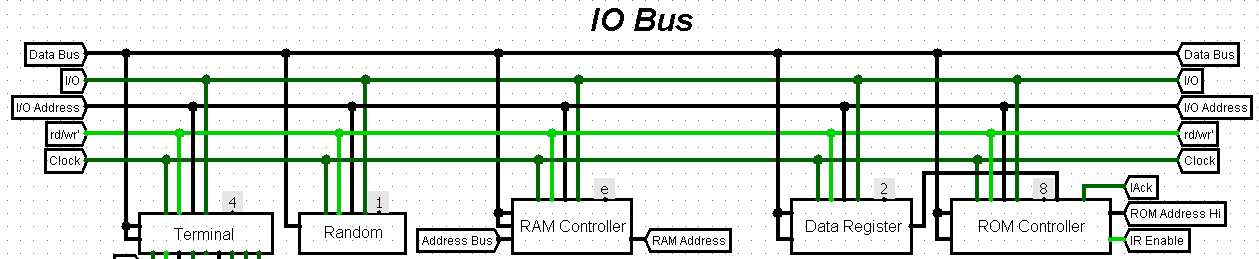 IO Bus
Data Bus
Data Bus
I/O
I/O
I/O Address
I/O Address
rd/wr'
rd/wr'
Clock
Clock
4
1
e
2
8
IAck
Terminal
Random
RAM Controller
Data Register
ROM Controller
ROM Address Hi
Address Bus
RAM Address
IR Enable